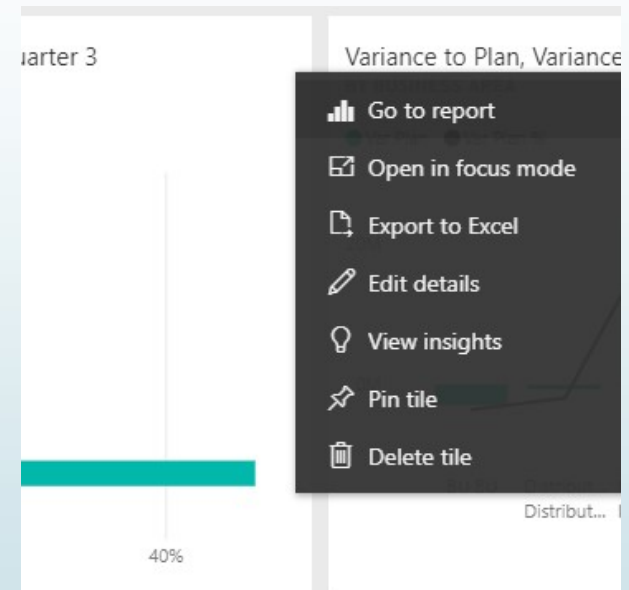 uarter 3
Variance to Plan, Variance
Go to report
Open in focus mode
Export to Excel
Edit details
View insights
Pin tile
Delete tile
Distribut...
40%